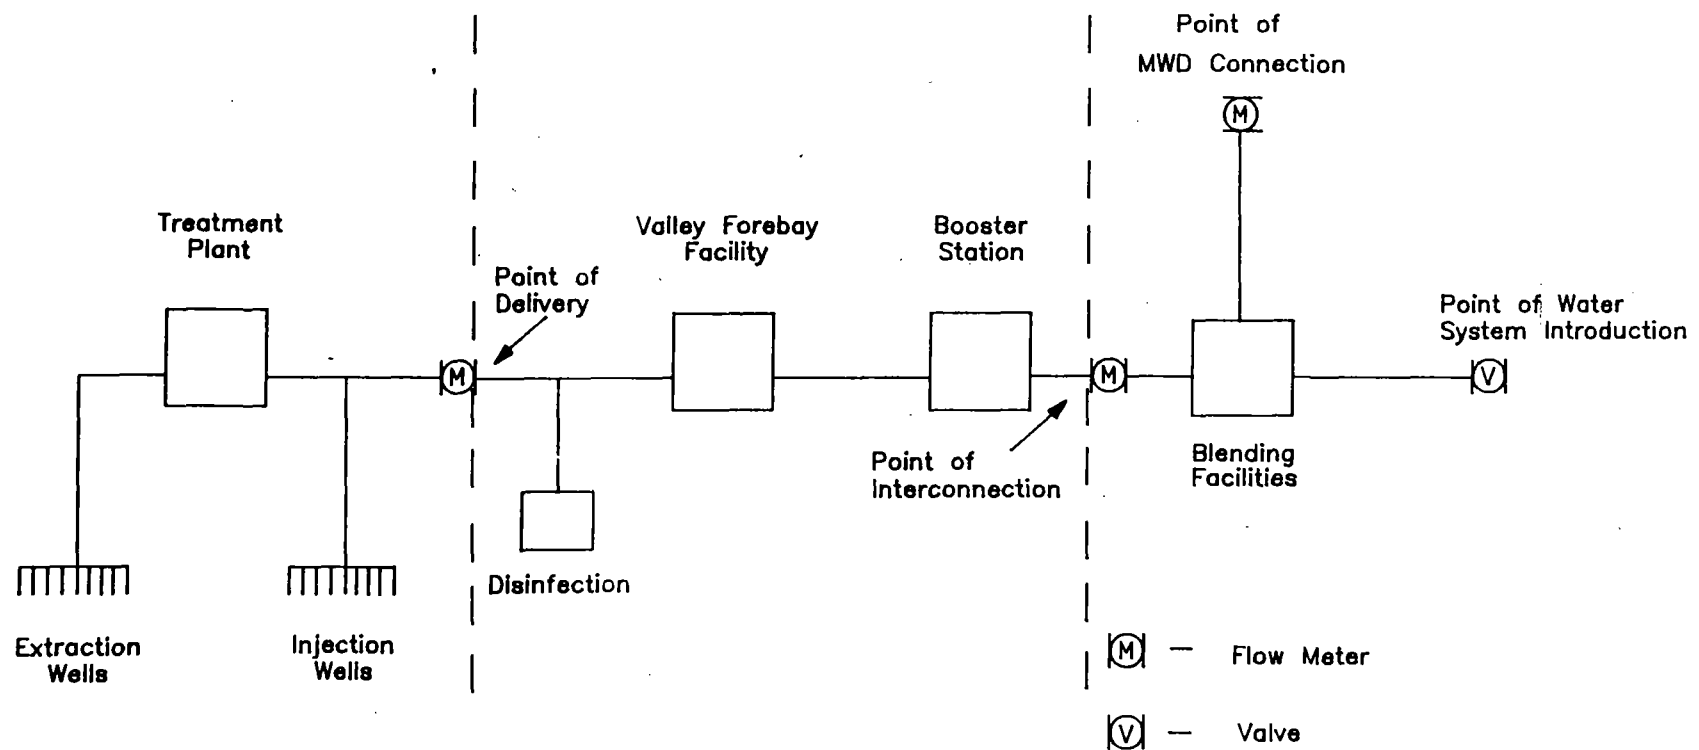 Point of
MWD Connection
M
Treatment
Plant
Valley Forebay
Facility
Booster
Station
Point of
Delivery
Point of Water
System Introduction
M
M
V
Point of
Interconnection
Blending
Facilities
Disinfection
Extraction
Wells
Injection
Wells
M — Flow Meter
V — Valve